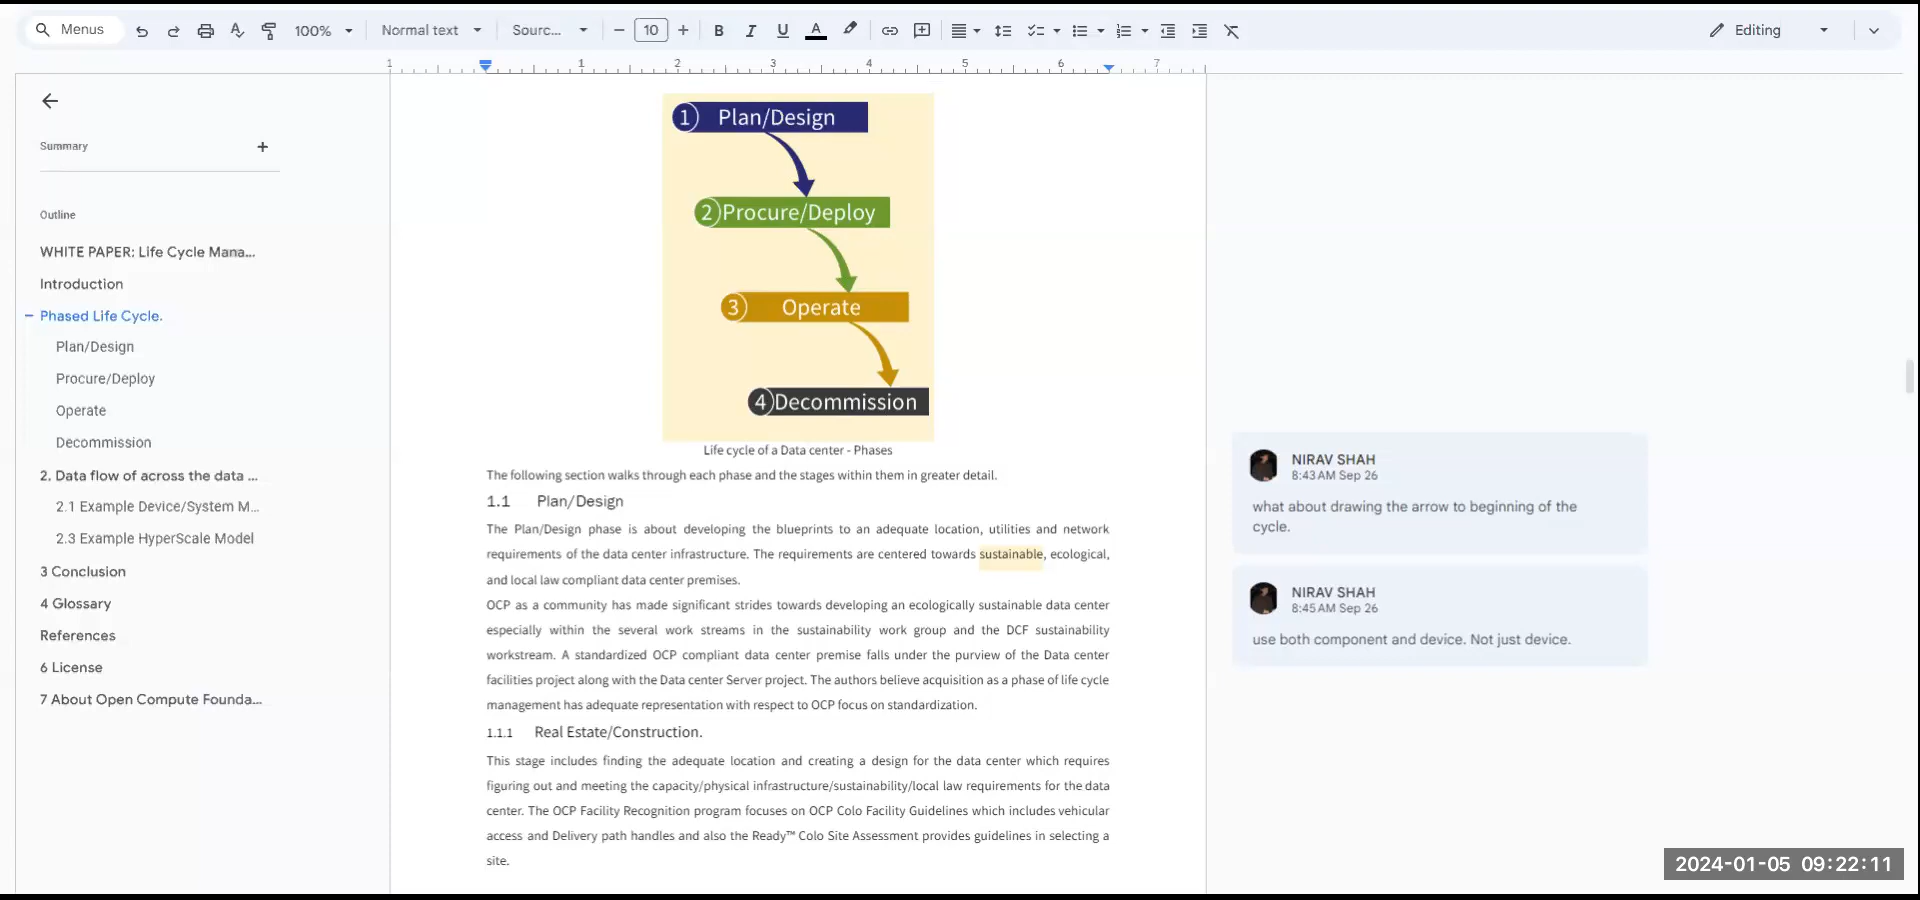 Menus
100%
Normal text
Sourc...
10
B
I
U
A
Editing
1
1
2
3
4
5
6
7
Summary
Outline
WHITE PAPER: Life Cycle Mana...
Introduction
Phased Life Cycle.
Plan/Design
Procure/Deploy
Operate
Decommission
2. Data flow of across the data ...
2.1 Example Device/System M...
2.3 Example HyperScale Model
3 Conclusion
4 Glossary
References
6 License
7 About Open Compute Founda...
1 Plan/Design
2 Procure/Deploy
3 Operate
4 Decommission
Life cycle of a Data center - Phases
The following section walks through each phase and the stages within them in greater detail.
1.1 Plan/Design
The Plan/Design phase is about developing the blueprints to an adequate location, utilities and network
requirements of the data center infrastructure. The requirements are centered towards sustainable, ecological,
and local law compliant data center premises.
OCP as a community has made significant strides towards developing an ecologically sustainable data center
especially within the several work streams in the sustainability work group and the DCF sustainability
workstream. A standardized OCP compliant data center premise falls under the purview of the Data center
facilities project along with the Data center Server project. The authors believe acquisition as a phase of life cycle
management has adequate representation with respect to OCP focus on standardization.
1.1.1 Real Estate/Construction.
This stage includes finding the adequate location and creating a design for the data center which requires
figuring out and meeting the capacity/physical infrastructure/sustainability/local law requirements for the data
center. The OCP Facility Recognition program focuses on OCP Colo Facility Guidelines which includes vehicular
access and Delivery path handles and also the Ready™ Colo Site Assessment provides guidelines in selecting a
site.
NIRAV SHAH
8:43 AM Sep 26
what about drawing the arrow to beginning of the
cycle.
NIRAV SHAH
8:45 AM Sep 26
use both component and device. Not just device.
2024-01-05 09:22:11